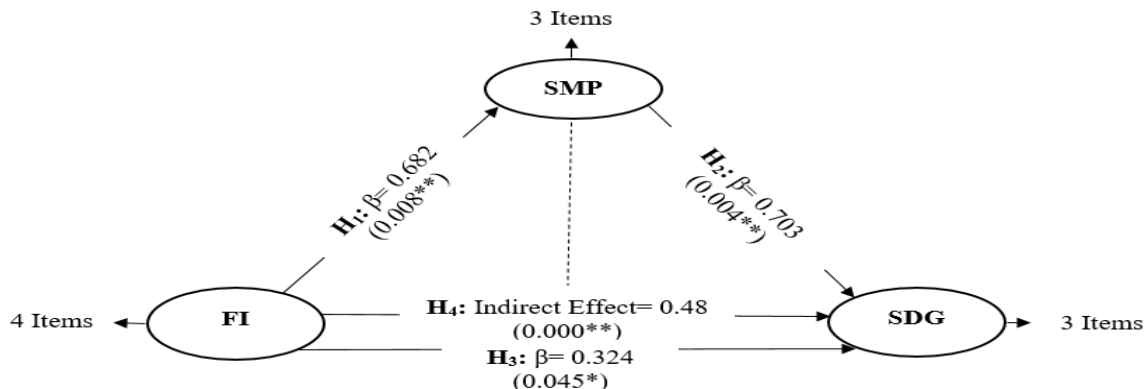 3 Items
SMP
H₁: β= 0.682
(0.008**)
H₂: β= 0.703
(0.004**)
4 Items
FI
H₄: Indirect Effect= 0.48
(0.000**)
H₃: β= 0.324
(0.045*)
SDG
3 Items